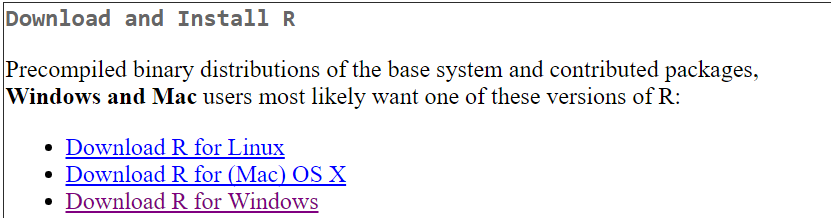 Download and Install R
Precompiled binary distributions of the base system and contributed packages,
Windows and Mac users most likely want one of these versions of R:
• Download R for Linux
• Download R for (Mac) OS X
• Download R for Windows